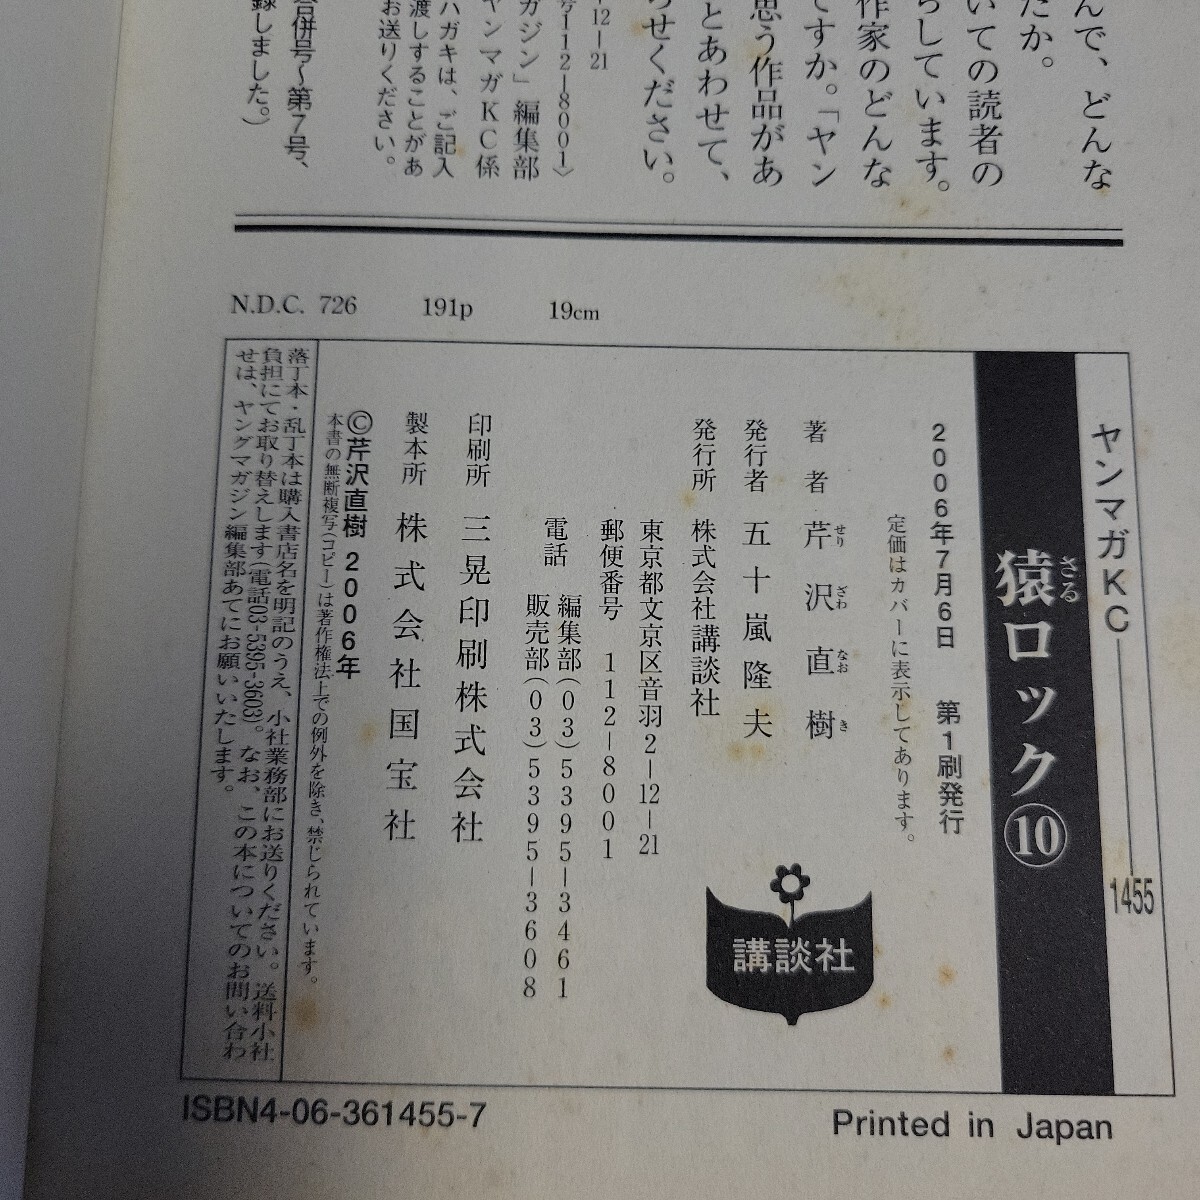 んで、どんな
たか。
いての読者の
らしています。
作家のどんな
ですか。「ヤン
思う作品があ
とあわせて、
らせください。
12―21
112―8001〉
ガジン」編集部
ヤンマガKC係
ハガキは、ご記入
渡しすることがあ
お送りください。
合併号〜第7号、
録しました。)
N.D.C. 726 191p 19cm
ヤンマガKC 1455
猿ロック⑩
さる
2006年7月6日 第1刷発行
定価はカバーに表示してあります。
著者 芹沢直樹
せり ざわ なお き
発行者 五十嵐隆夫
発行所 株式会社講談社
東京都文京区音羽2―12―21
郵便番号 112―8001
電話 編集部(03)5395―3461
販売部(03)5395―3608
印刷所 三晃印刷株式会社
製本所 株式会社国宝社
©芹沢直樹 2006年
本書の無断複写(コピー)は著作権法上での例外を除き、禁じられています。
落丁本・乱丁本は購入書店名を明記のうえ、小社業務部にお送りください。送料小社
負担にてお取り替えします(電話03-5395-3603)。なお、この本についてのお問い合わ
せは、ヤングマガジン編集部あてにお願いいたします。
講談社
ISBN4-06-361455-7
Printed in Japan